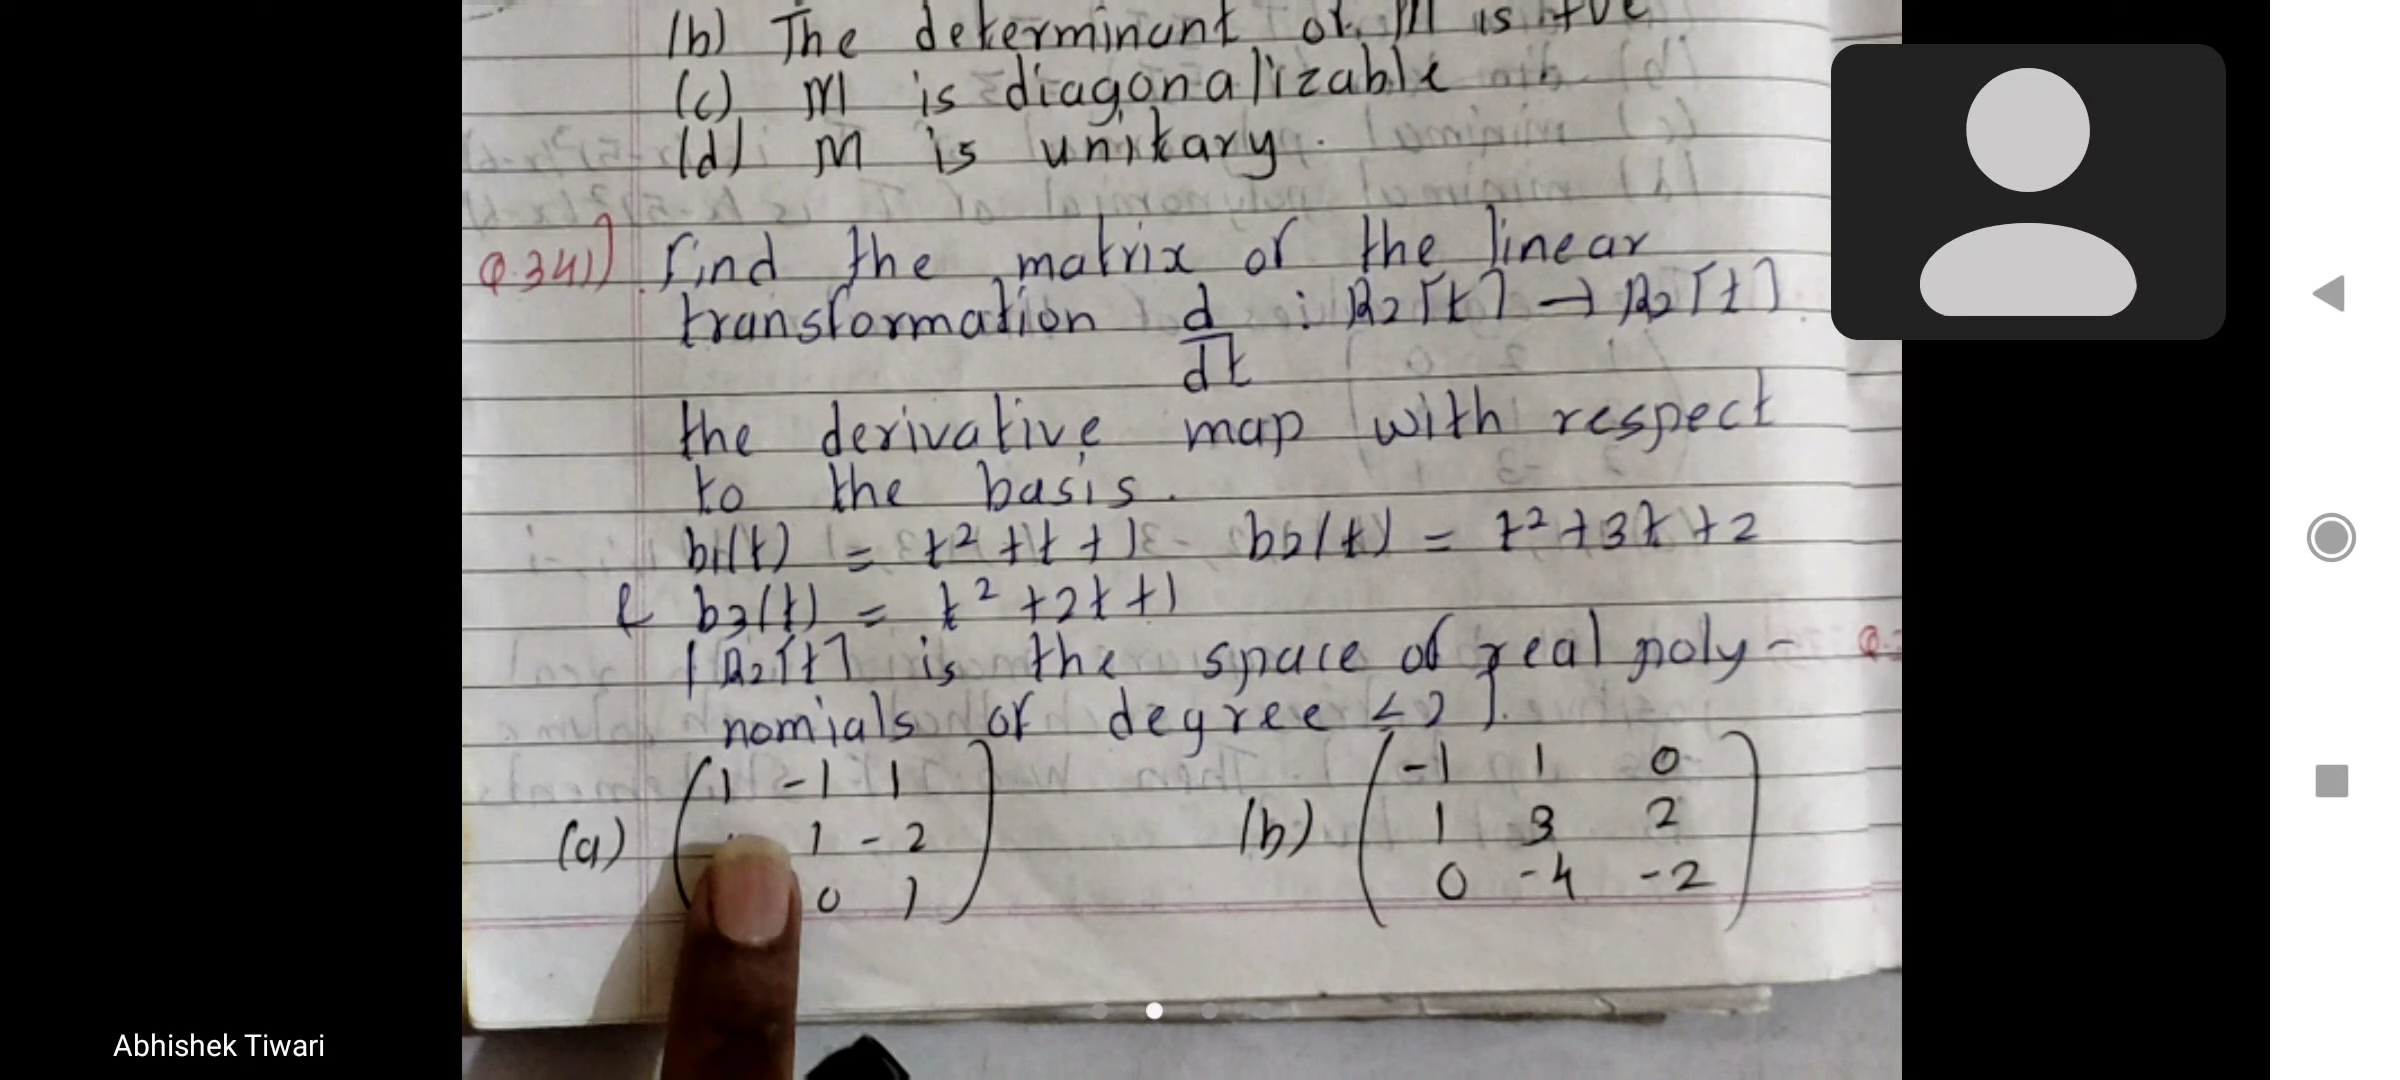 (b) The determinant of M is +ve
(c) M is diagonalizable
(d) M is unitary.
Q.341) Find the matrix of the linear
transformation d/dt : R2[t] → R2[t]
the derivative map with respect
to the basis.
b1(t) = t² + t + 1 b2(t) = t² + 3t + 2
& b3(t) = t² + 2t + 1
[R2[t] is the space of real poly-
nomials of degree ≤ 2].
(a) (1 -1 1
1 -2
0 1)
(b) (-1 1 0
1 3 2
0 -4 -2)
Abhishek Tiwari